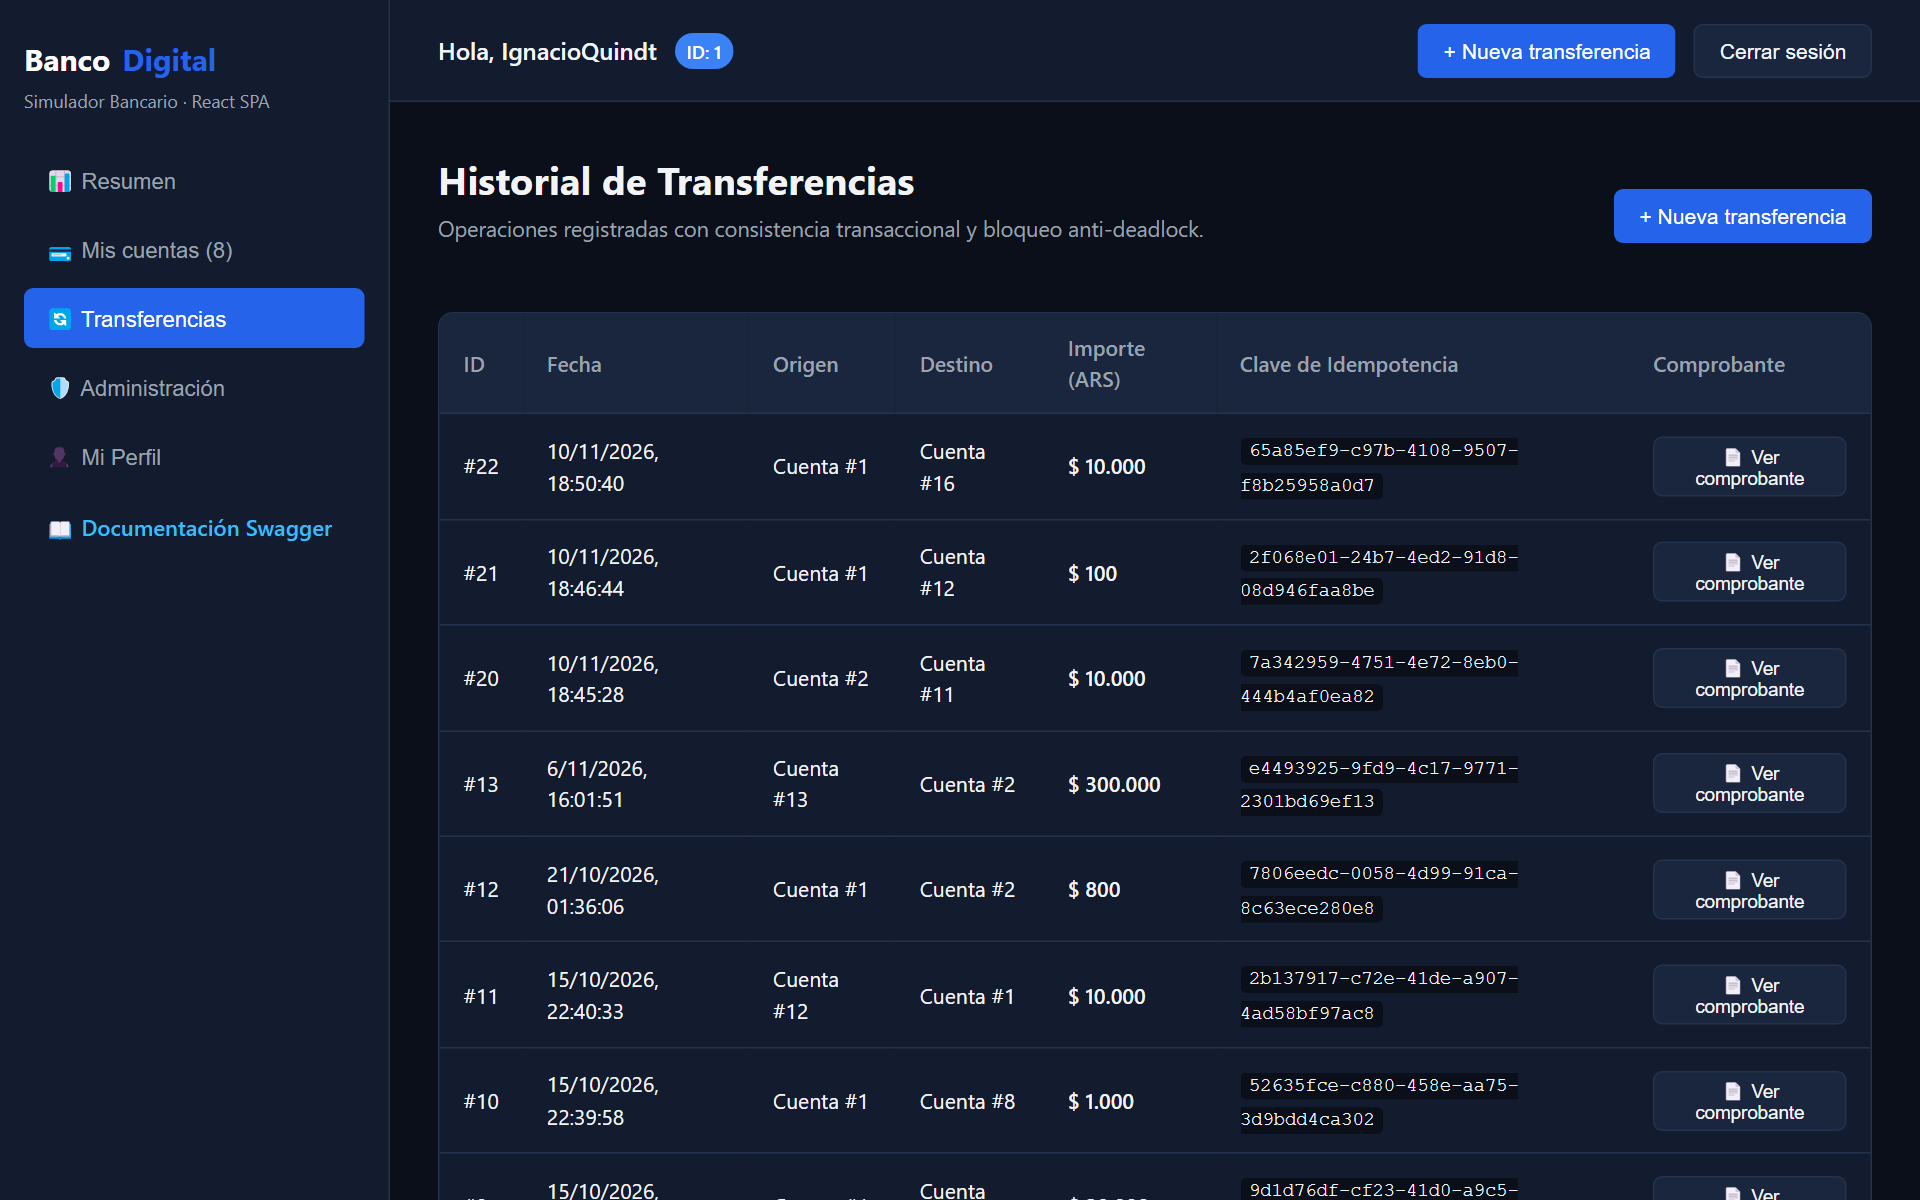 Banco Digital
Simulador Bancario · React SPA
Resumen
Mis cuentas (8)
Transferencias
Administración
Mi Perfil
Documentación Swagger
Hola, IgnacioQuindt
ID: 1
+ Nueva transferencia
Cerrar sesión
Historial de Transferencias
Operaciones registradas con consistencia transaccional y bloqueo anti-deadlock.
+ Nueva transferencia
ID
Fecha
Origen
Destino
Importe
(ARS)
Clave de Idempotencia
Comprobante
#22
10/11/2026,
18:50:40
Cuenta #1
Cuenta
#16
$ 10.000
65a85ef9-c97b-4108-9507-
f8b25958a0d7
Ver
comprobante
#21
10/11/2026,
18:46:44
Cuenta #1
Cuenta
#12
$ 100
2f068e01-24b7-4ed2-91d8-
08d946faa8be
Ver
comprobante
#20
10/11/2026,
18:45:28
Cuenta #2
Cuenta
#11
$ 10.000
7a342959-4751-4e72-8eb0-
444b4af0ea82
Ver
comprobante
#13
6/11/2026,
16:01:51
Cuenta
#13
Cuenta #2
$ 300.000
e4493925-9fd9-4c17-9771-
2301bd69ef13
Ver
comprobante
#12
21/10/2026,
01:36:06
Cuenta #1
Cuenta #2
$ 800
7806eedc-0058-4d99-91ca-
8c63ece280e8
Ver
comprobante
#11
15/10/2026,
22:40:33
Cuenta
#12
Cuenta #1
$ 10.000
2b137917-c72e-41de-a907-
4ad58bf97ac8
Ver
comprobante
#10
15/10/2026,
22:39:58
Cuenta #1
Cuenta #8
$ 1.000
52635fce-c880-458e-aa75-
3d9bdd4ca302
Ver
comprobante
15/10/2026,
Cuenta
9d1d76df-cf23-41d0-a9c5-
Ver